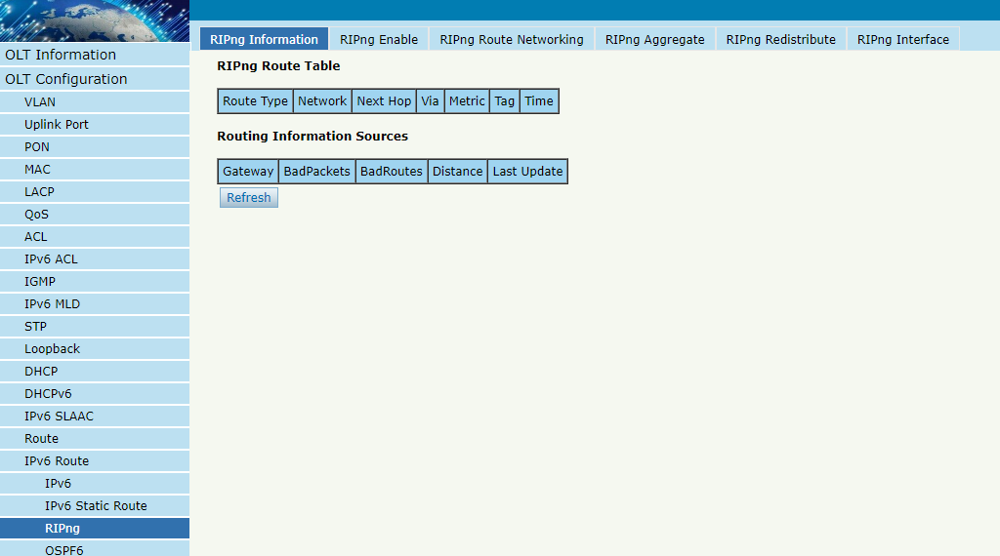 OLT Information
OLT Configuration
VLAN
Uplink Port
PON
MAC
LACP
QoS
ACL
IPv6 ACL
IGMP
IPv6 MLD
STP
Loopback
DHCP
DHCPv6
IPv6 SLAAC
Route
IPv6 Route
IPv6
IPv6 Static Route
RIPng
OSPF6
RIPng Information RIPng Enable RIPng Route Networking RIPng Aggregate RIPng Redistribute RIPng Interface
RIPng Route Table
Route Type Network Next Hop Via Metric Tag Time
Routing Information Sources
Gateway BadPackets BadRoutes Distance Last Update
Refresh